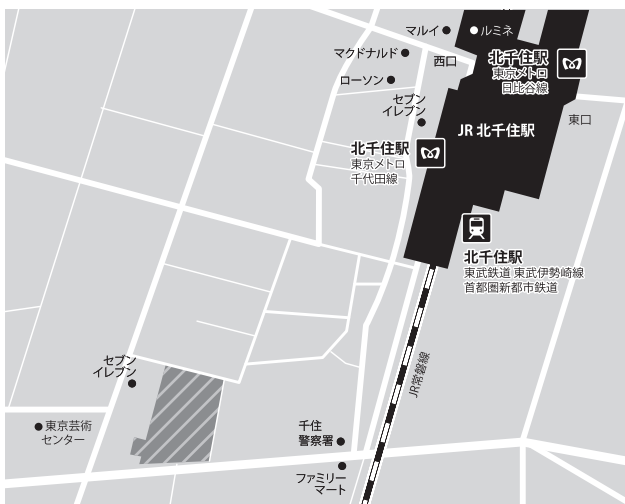 マルイ
ルミネ
マクドナルド
西口
北千住駅
東京メトロ
日比谷線
ローソン
セブン
イレブン
東口
JR 北千住駅
北千住駅
東京メトロ
千代田線
北千住駅
東武鉄道 東武伊勢崎線
首都圏新都市鉄道
JR常磐線
セブン
イレブン
東京芸術
センター
千住
警察署
ファミリー
マート